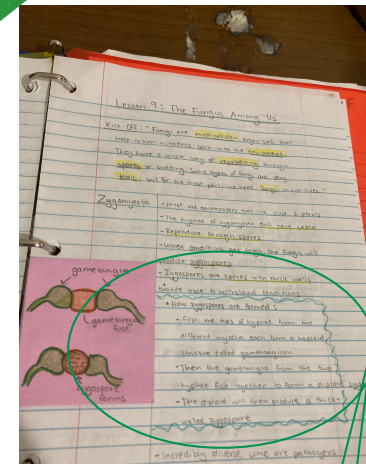 Lesson 9: The Fungus Among Us
Kick Off: "Fungi are multicellular organisms that
help return nutrients back into the environment.
They have a unique way of reproducing through
spores or budding. Some types of fungi are very
toxic, but for the most part, we need fungi in our lives."
Zygomycota
- Most are decomposers that live close to plants
- The hyphae of zygomycota don't have septa
- Reproduce through spores
- When conditions get tough the fungus will
produce zygospores
- Zygospores are spores with thick walls
able to withstand conditions
How zygospores are formed:
- First, the tips of hyphae from two
different mycelia each form a haploid
structure called gametangium
- Then the gametangia from the two
hyphae fuse together to form a diploid
- The diploid will then produce a thick-
walled zygospore
gametangia
gametangia
fuse
zygospore
forms
- Incredibly diverse, some are pathogens